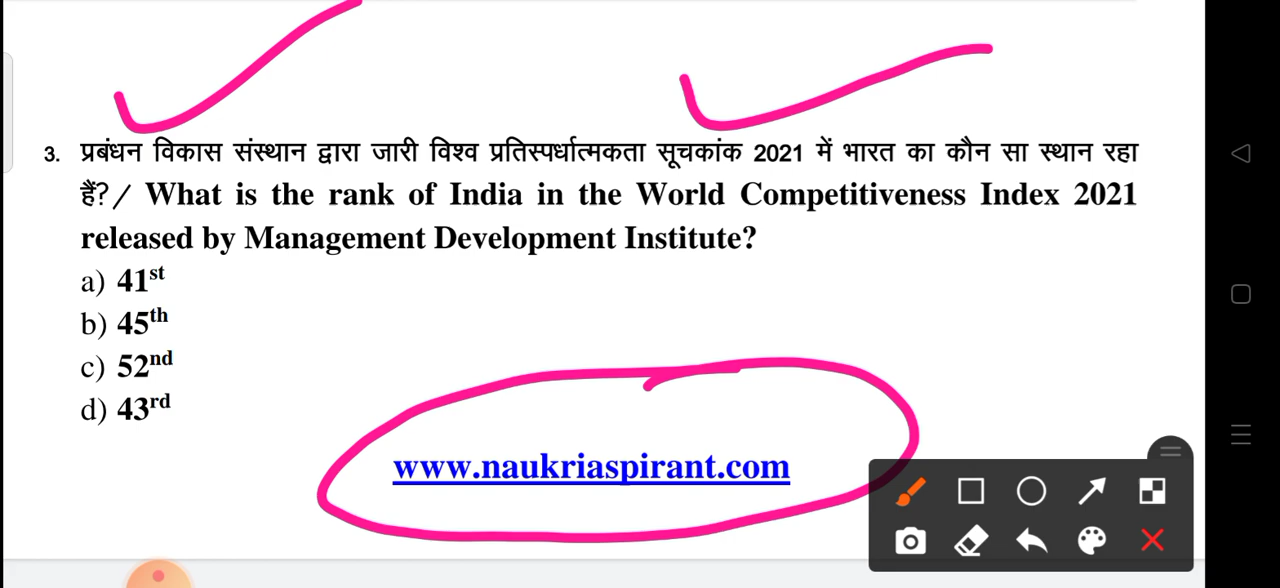 3. प्रबंधन विकास संस्थान द्वारा जारी विश्व प्रतिस्पर्धात्मकता सूचकांक 2021 में भारत का कौन सा स्थान रहा
हैं?/ What is the rank of India in the World Competitiveness Index 2021
released by Management Development Institute?
a) 41st
b) 45th
c) 52nd
d) 43rd
www.naukriaspirant.com